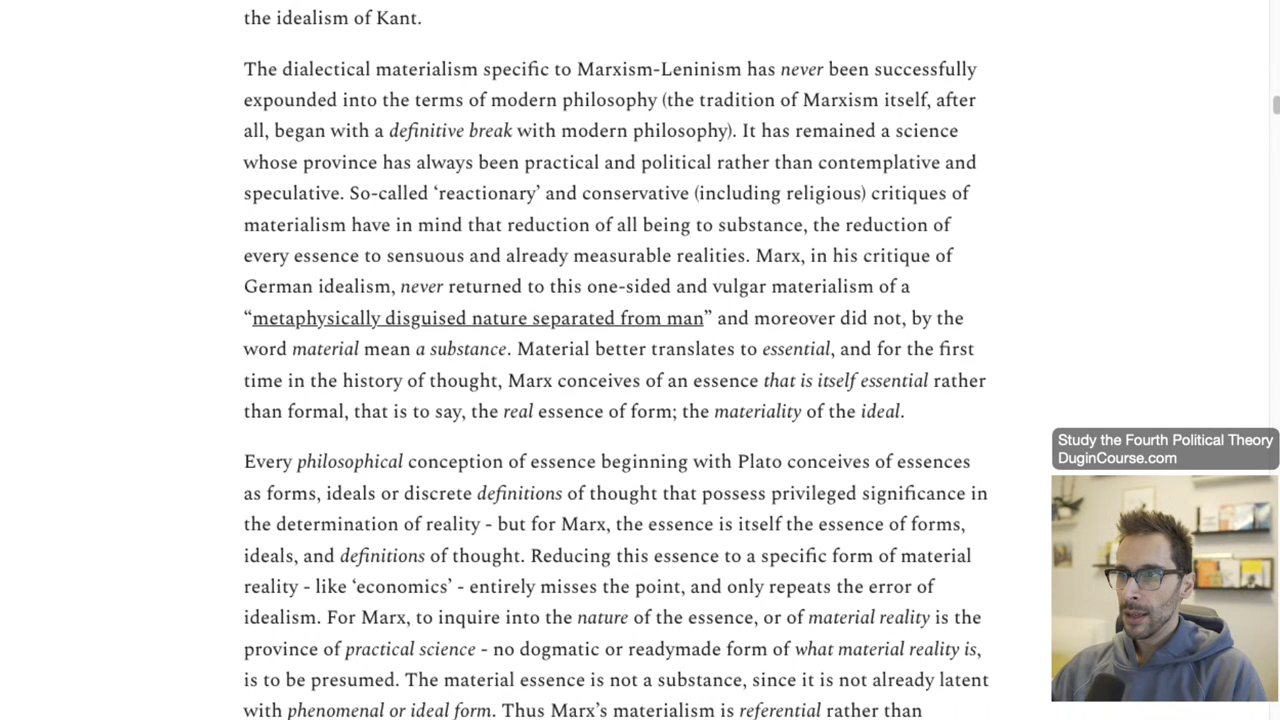 the idealism of Kant.
The dialectical materialism specific to Marxism-Leninism has never been successfully
expounded into the terms of modern philosophy (the tradition of Marxism itself, after
all, began with a definitive break with modern philosophy). It has remained a science
whose province has always been practical and political rather than contemplative and
speculative. So-called ‘reactionary’ and conservative (including religious) critiques of
materialism have in mind that reduction of all being to substance, the reduction of
every essence to sensuous and already measurable realities. Marx, in his critique of
German idealism, never returned to this one-sided and vulgar materialism of a
“metaphysically disguised nature separated from man” and moreover did not, by the
word material mean a substance. Material better translates to essential, and for the first
time in the history of thought, Marx conceives of an essence that is itself essential rather
than formal, that is to say, the real essence of form; the materiality of the ideal.
Every philosophical conception of essence beginning with Plato conceives of essences
as forms, ideals or discrete definitions of thought that possess privileged significance in
the determination of reality - but for Marx, the essence is itself the essence of forms,
ideals, and definitions of thought. Reducing this essence to a specific form of material
reality - like ‘economics’ - entirely misses the point, and only repeats the error of
idealism. For Marx, to inquire into the nature of the essence, or of material reality is the
province of practical science - no dogmatic or readymade form of what material reality is,
is to be presumed. The material essence is not a substance, since it is not already latent
with phenomenal or ideal form. Thus Marx’s materialism is referential rather than
Study the Fourth Political Theory
DuginCourse.com